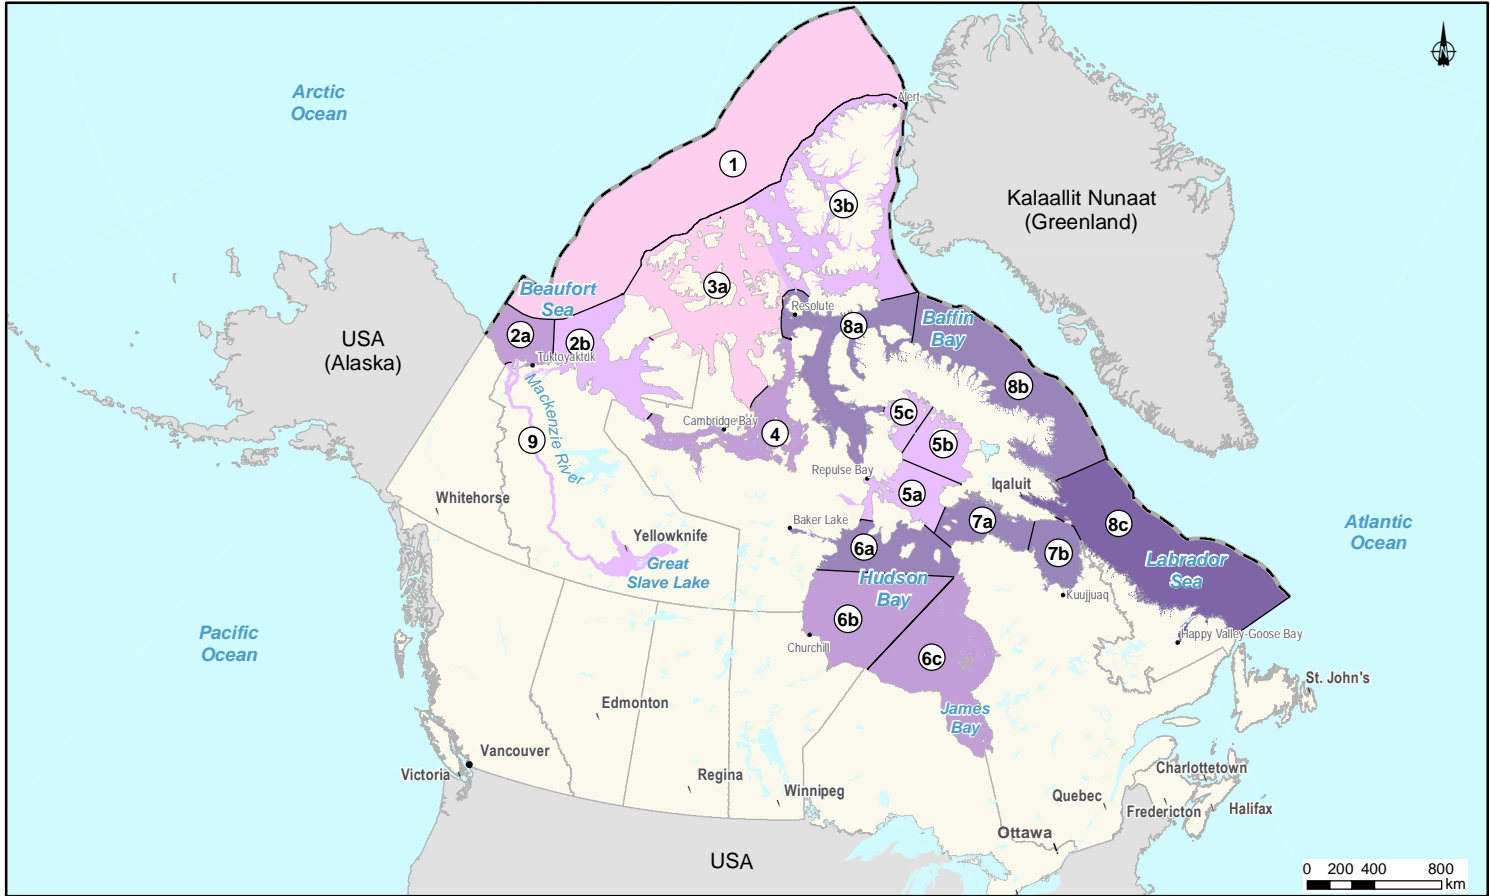 Arctic
Ocean
Alert
1
3b
Kalaallit Nunaat
(Greenland)
3a
Beaufort
Sea
Resolute
8a
Baffin
Bay
USA
(Alaska)
2a
2b
Tuktoyaktuk
Mackenzie River
8b
5c
Cambridge Bay
4
5b
9
Repulse Bay
Iqaluit
5a
Whitehorse
Baker Lake
7a
8c
Atlantic
Ocean
Yellowknife
6a
7b
Great
Slave Lake
Hudson
Bay
Labrador
Sea
Kuujjuaq
Pacific
Ocean
6b
Churchill
6c
Happy Valley-Goose Bay
St. John's
Edmonton
James
Bay
Vancouver
Victoria
Regina
Winnipeg
Charlottetown
Quebec
Fredericton
Halifax
Ottawa
USA
0 200 400 800
km